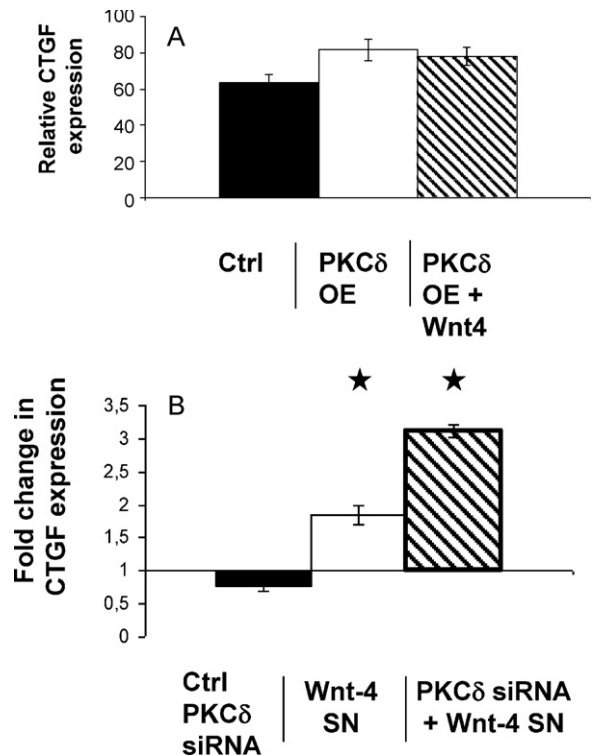 A
Relative CTGF
expression
100
80
60
40
20
0
Ctrl
PKCδ
OE
PKCδ
OE +
Wnt4
★ ★
B
Fold change in
CTGF expression
3,5
3
2,5
2
1,5
1
0,5
0
Ctrl
PKCδ
siRNA
Wnt-4
SN
PKCδ siRNA
+ Wnt-4 SN